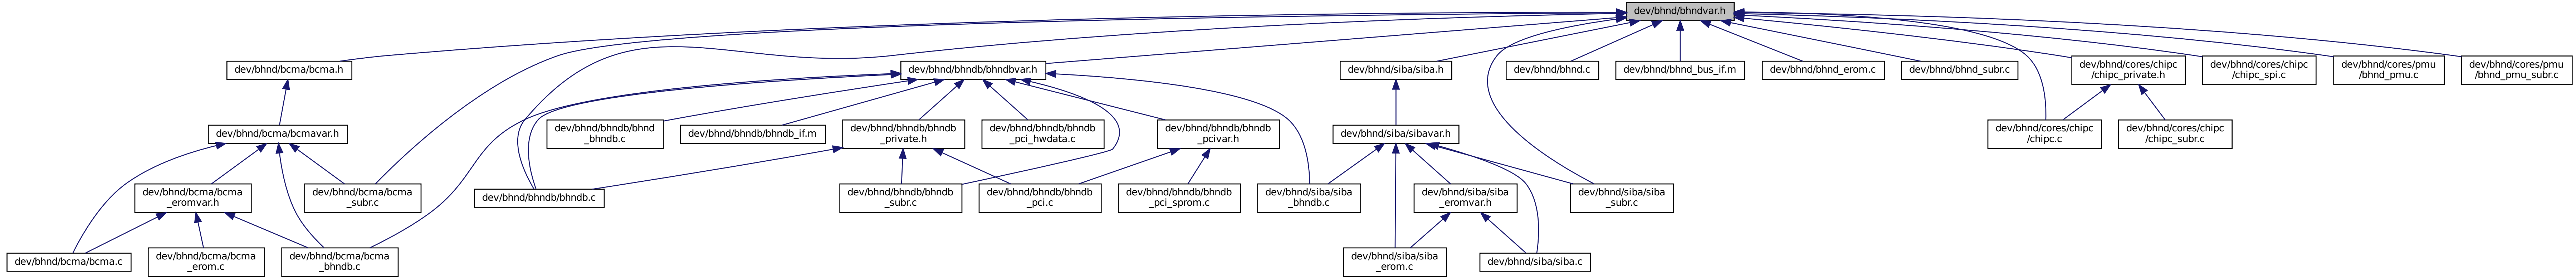 dev/bhnd/bhndvar.h
dev/bhnd/bcma/bcma.h
dev/bhnd/bhndb/bhndbvar.h
dev/bhnd/siba/siba.h
dev/bhnd/bhnd.c
dev/bhnd/bhnd_bus_if.m
dev/bhnd/bhnd_erom.c
dev/bhnd/bhnd_subr.c
dev/bhnd/cores/chipc
/chipc_private.h
dev/bhnd/cores/chipc
/chipc_spi.c
dev/bhnd/cores/pmu
/bhnd_pmu.c
dev/bhnd/cores/pmu
/bhnd_pmu_subr.c
dev/bhnd/bcma/bcmavar.h
dev/bhnd/bhndb/bhnd
_bhndb.c
dev/bhnd/bhndb/bhndb_if.m
dev/bhnd/bhndb/bhndb
_private.h
dev/bhnd/bhndb/bhndb
_pci_hwdata.c
dev/bhnd/bhndb/bhndb
_pcivar.h
dev/bhnd/siba/sibavar.h
dev/bhnd/cores/chipc
/chipc.c
dev/bhnd/cores/chipc
/chipc_subr.c
dev/bhnd/bcma/bcma
_eromvar.h
dev/bhnd/bcma/bcma
_subr.c
dev/bhnd/bhndb/bhndb.c
dev/bhnd/bhndb/bhndb
_subr.c
dev/bhnd/bhndb/bhndb
_pci.c
dev/bhnd/bhndb/bhndb
_pci_sprom.c
dev/bhnd/siba/siba
_bhndb.c
dev/bhnd/siba/siba
_eromvar.h
dev/bhnd/siba/siba
_subr.c
dev/bhnd/bcma/bcma.c
dev/bhnd/bcma/bcma
_erom.c
dev/bhnd/bcma/bcma
_bhndb.c
dev/bhnd/siba/siba
_erom.c
dev/bhnd/siba/siba.c